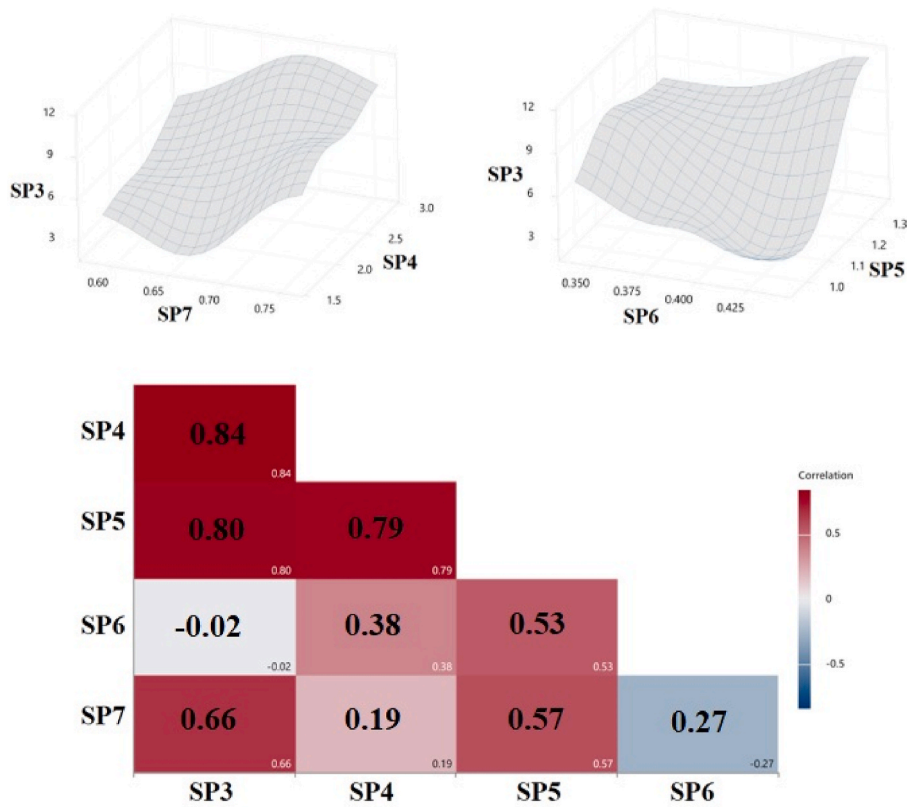 12
9
SP3
6
3
0.60
0.65
0.70
0.75
SP7
1.5
2.0
2.5
3.0
SP4
12
9
SP3
6
3
0.350
0.375
0.400
0.425
SP6
1.0
1.1
1.2
1.3
SP5
SP4
0.84
0.84
SP5
0.80 0.79
0.80 0.79
SP6
-0.02 0.38 0.53
-0.02 0.38 0.53
SP7
0.66 0.19 0.57 0.27
0.66 0.19 0.57 -0.27
SP3 SP4 SP5 SP6
Correlation
0.5
0
-0.5